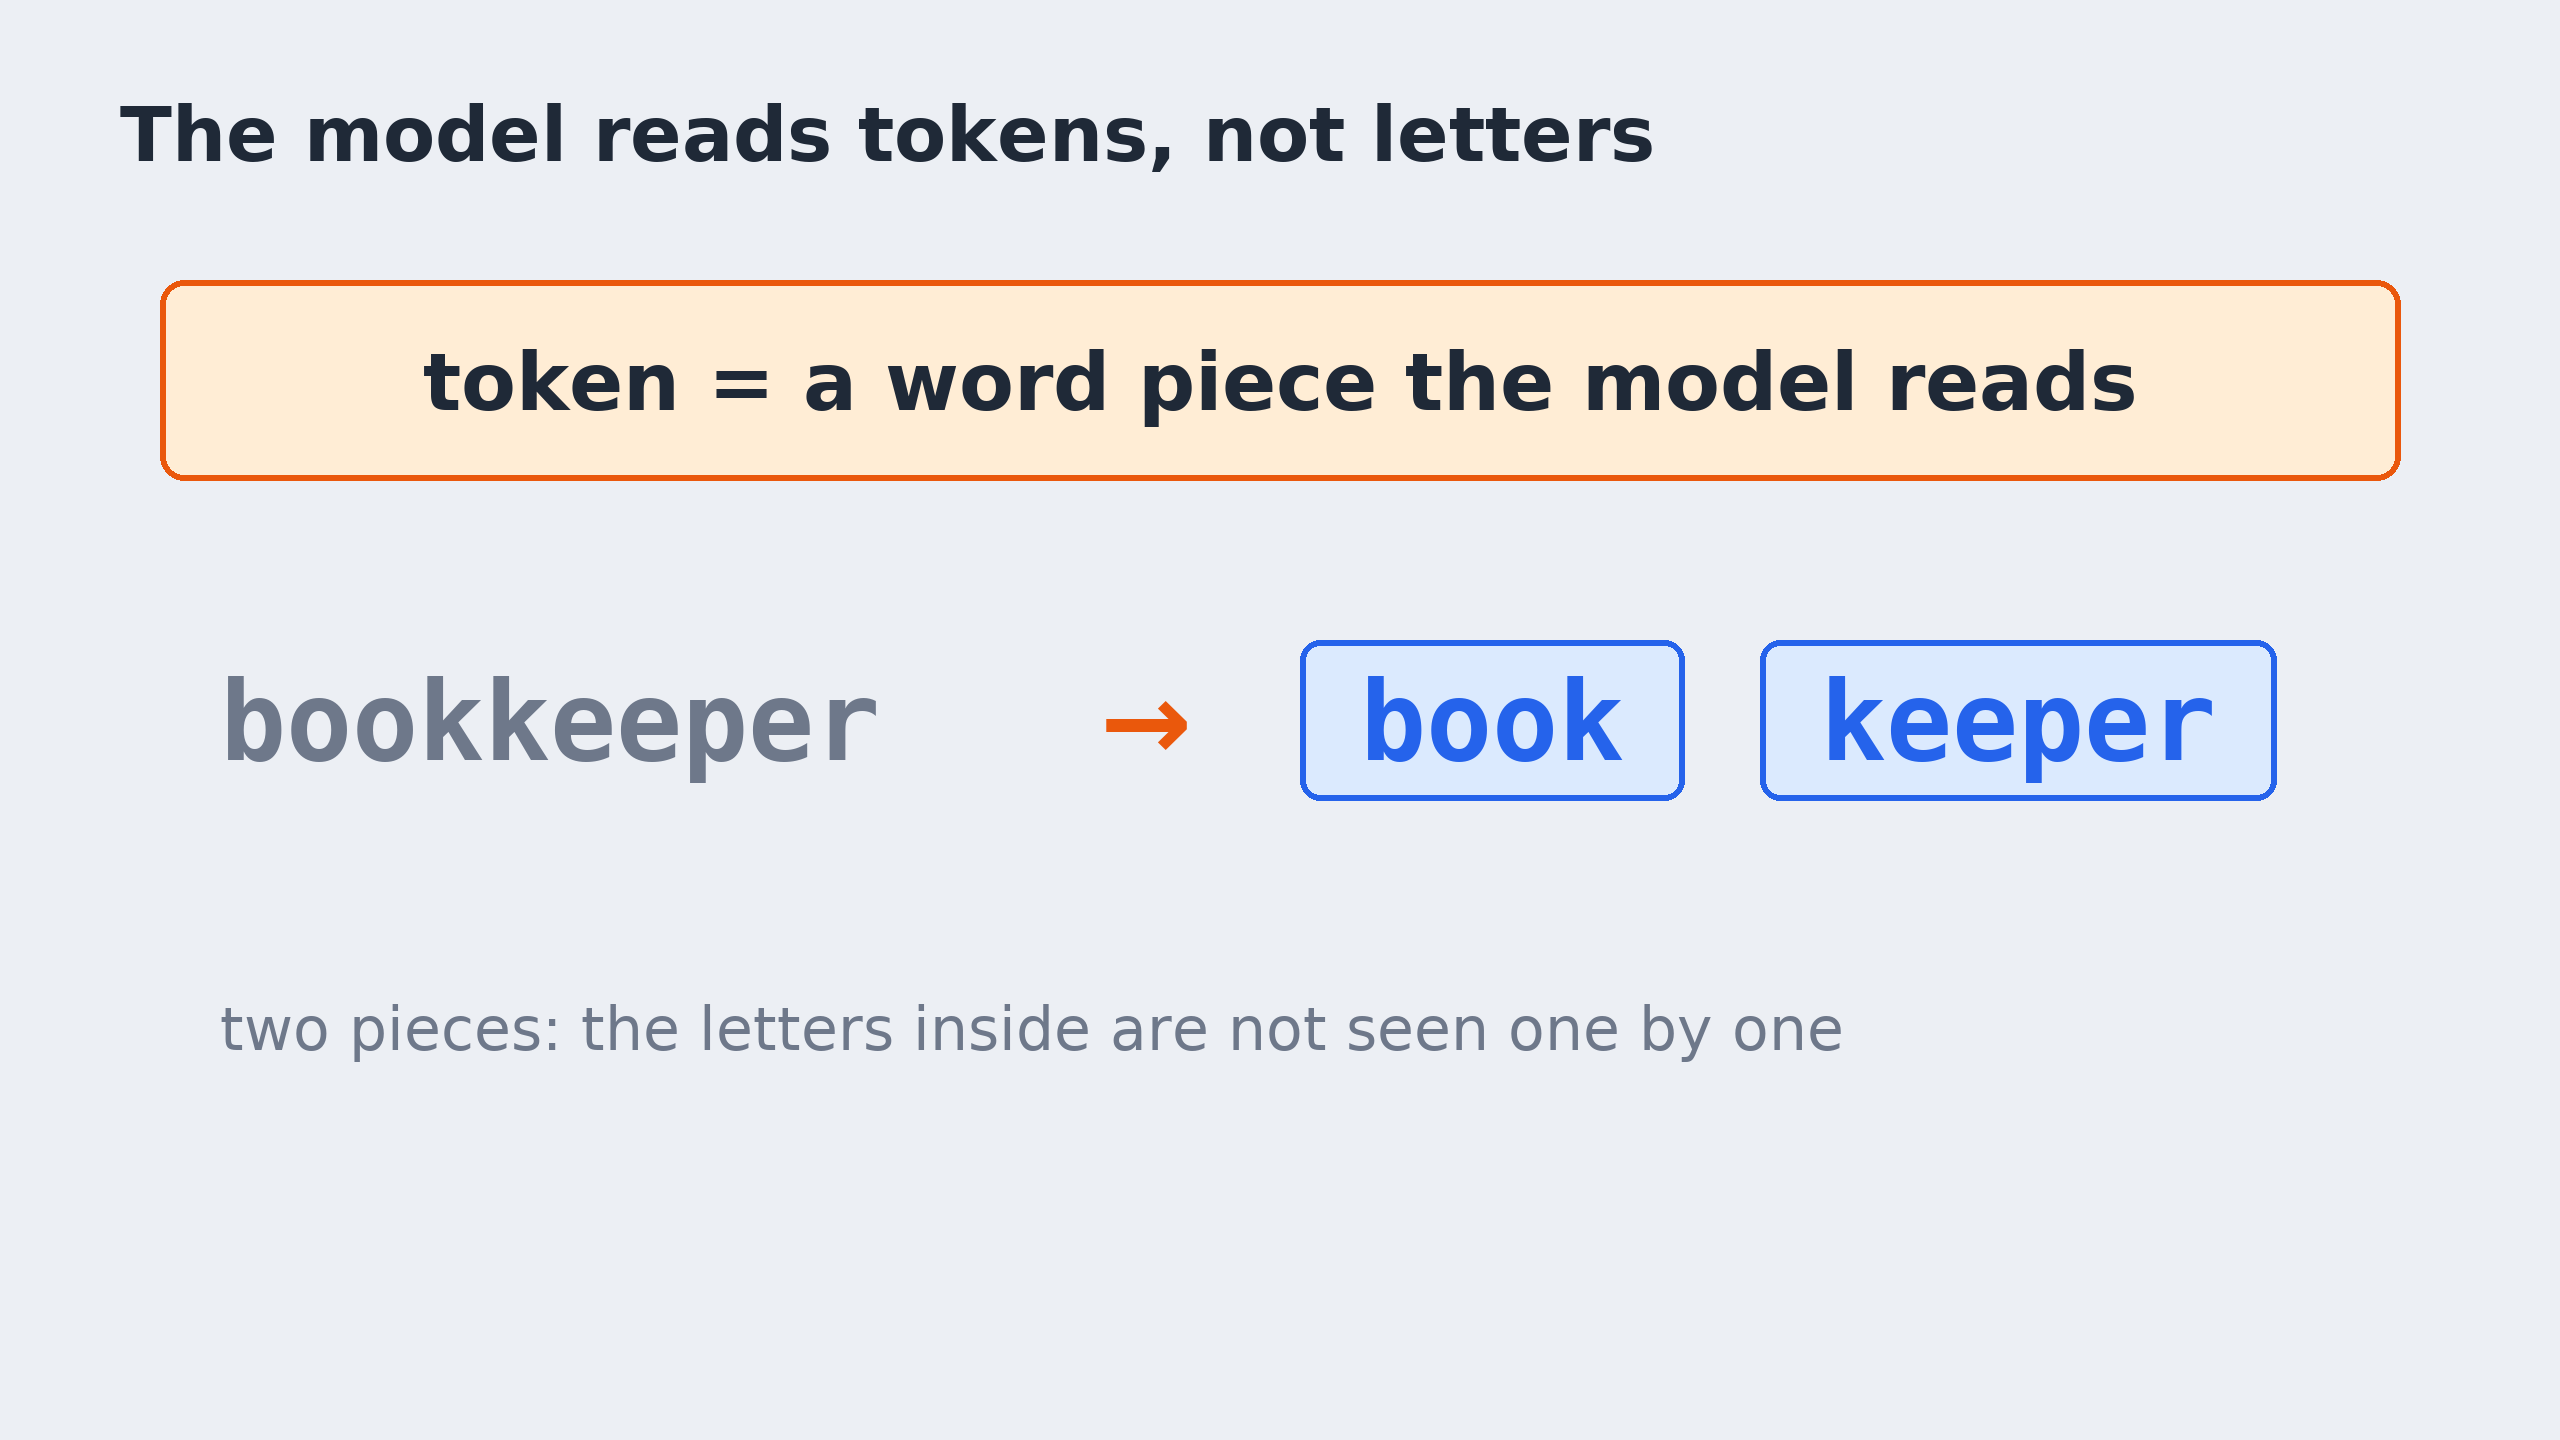 The model reads tokens, not letters
token = a word piece the model reads
bookkeeper → book keeper
two pieces: the letters inside are not seen one by one